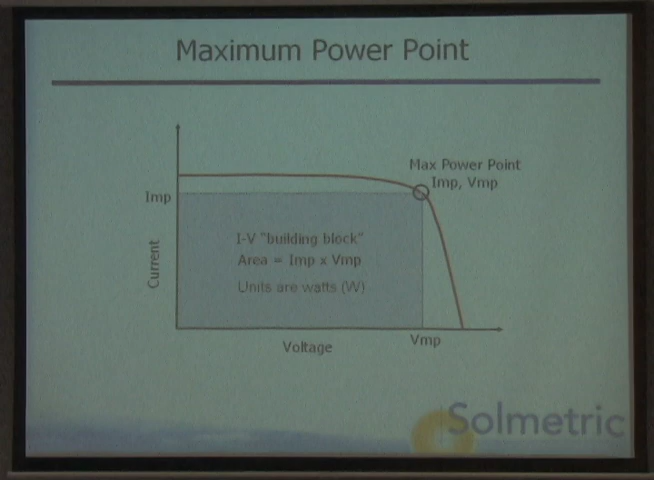 Maximum Power Point
Max Power Point
Imp, Vmp
Imp
I-V "building block"
Area = Imp x Vmp
Units are watts (W)
Current
Voltage
Vmp
Solmetric